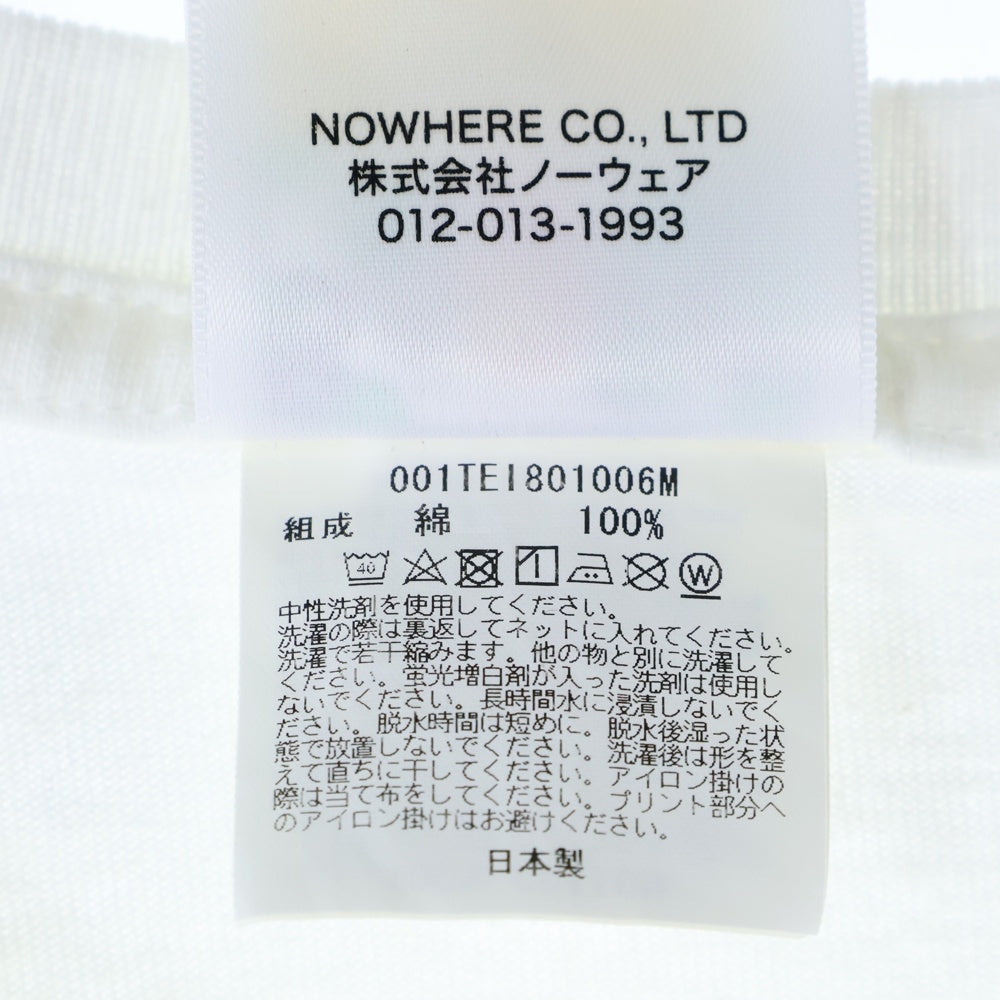 NOWHERE CO., LTD
株式会社ノーウェア
012-013-1993
001TEI801006M
組成 綿 100%
40 W
中性洗剤を使用してください。
洗濯の際は裏返してネットに入れてください。
洗濯で若干縮みます。他の物と別に洗濯して
ください。蛍光増白剤が入った洗剤は使用し
ないでください。長時間水に浸漬しないでく
ださい。脱水時間は短めに。脱水後湿った状
態で放置しないでください。洗濯後は形を整
えて直ちに干してください。アイロン掛けの
際は当て布をしてください。プリント部分へ
のアイロン掛けはお避けください。
日本製